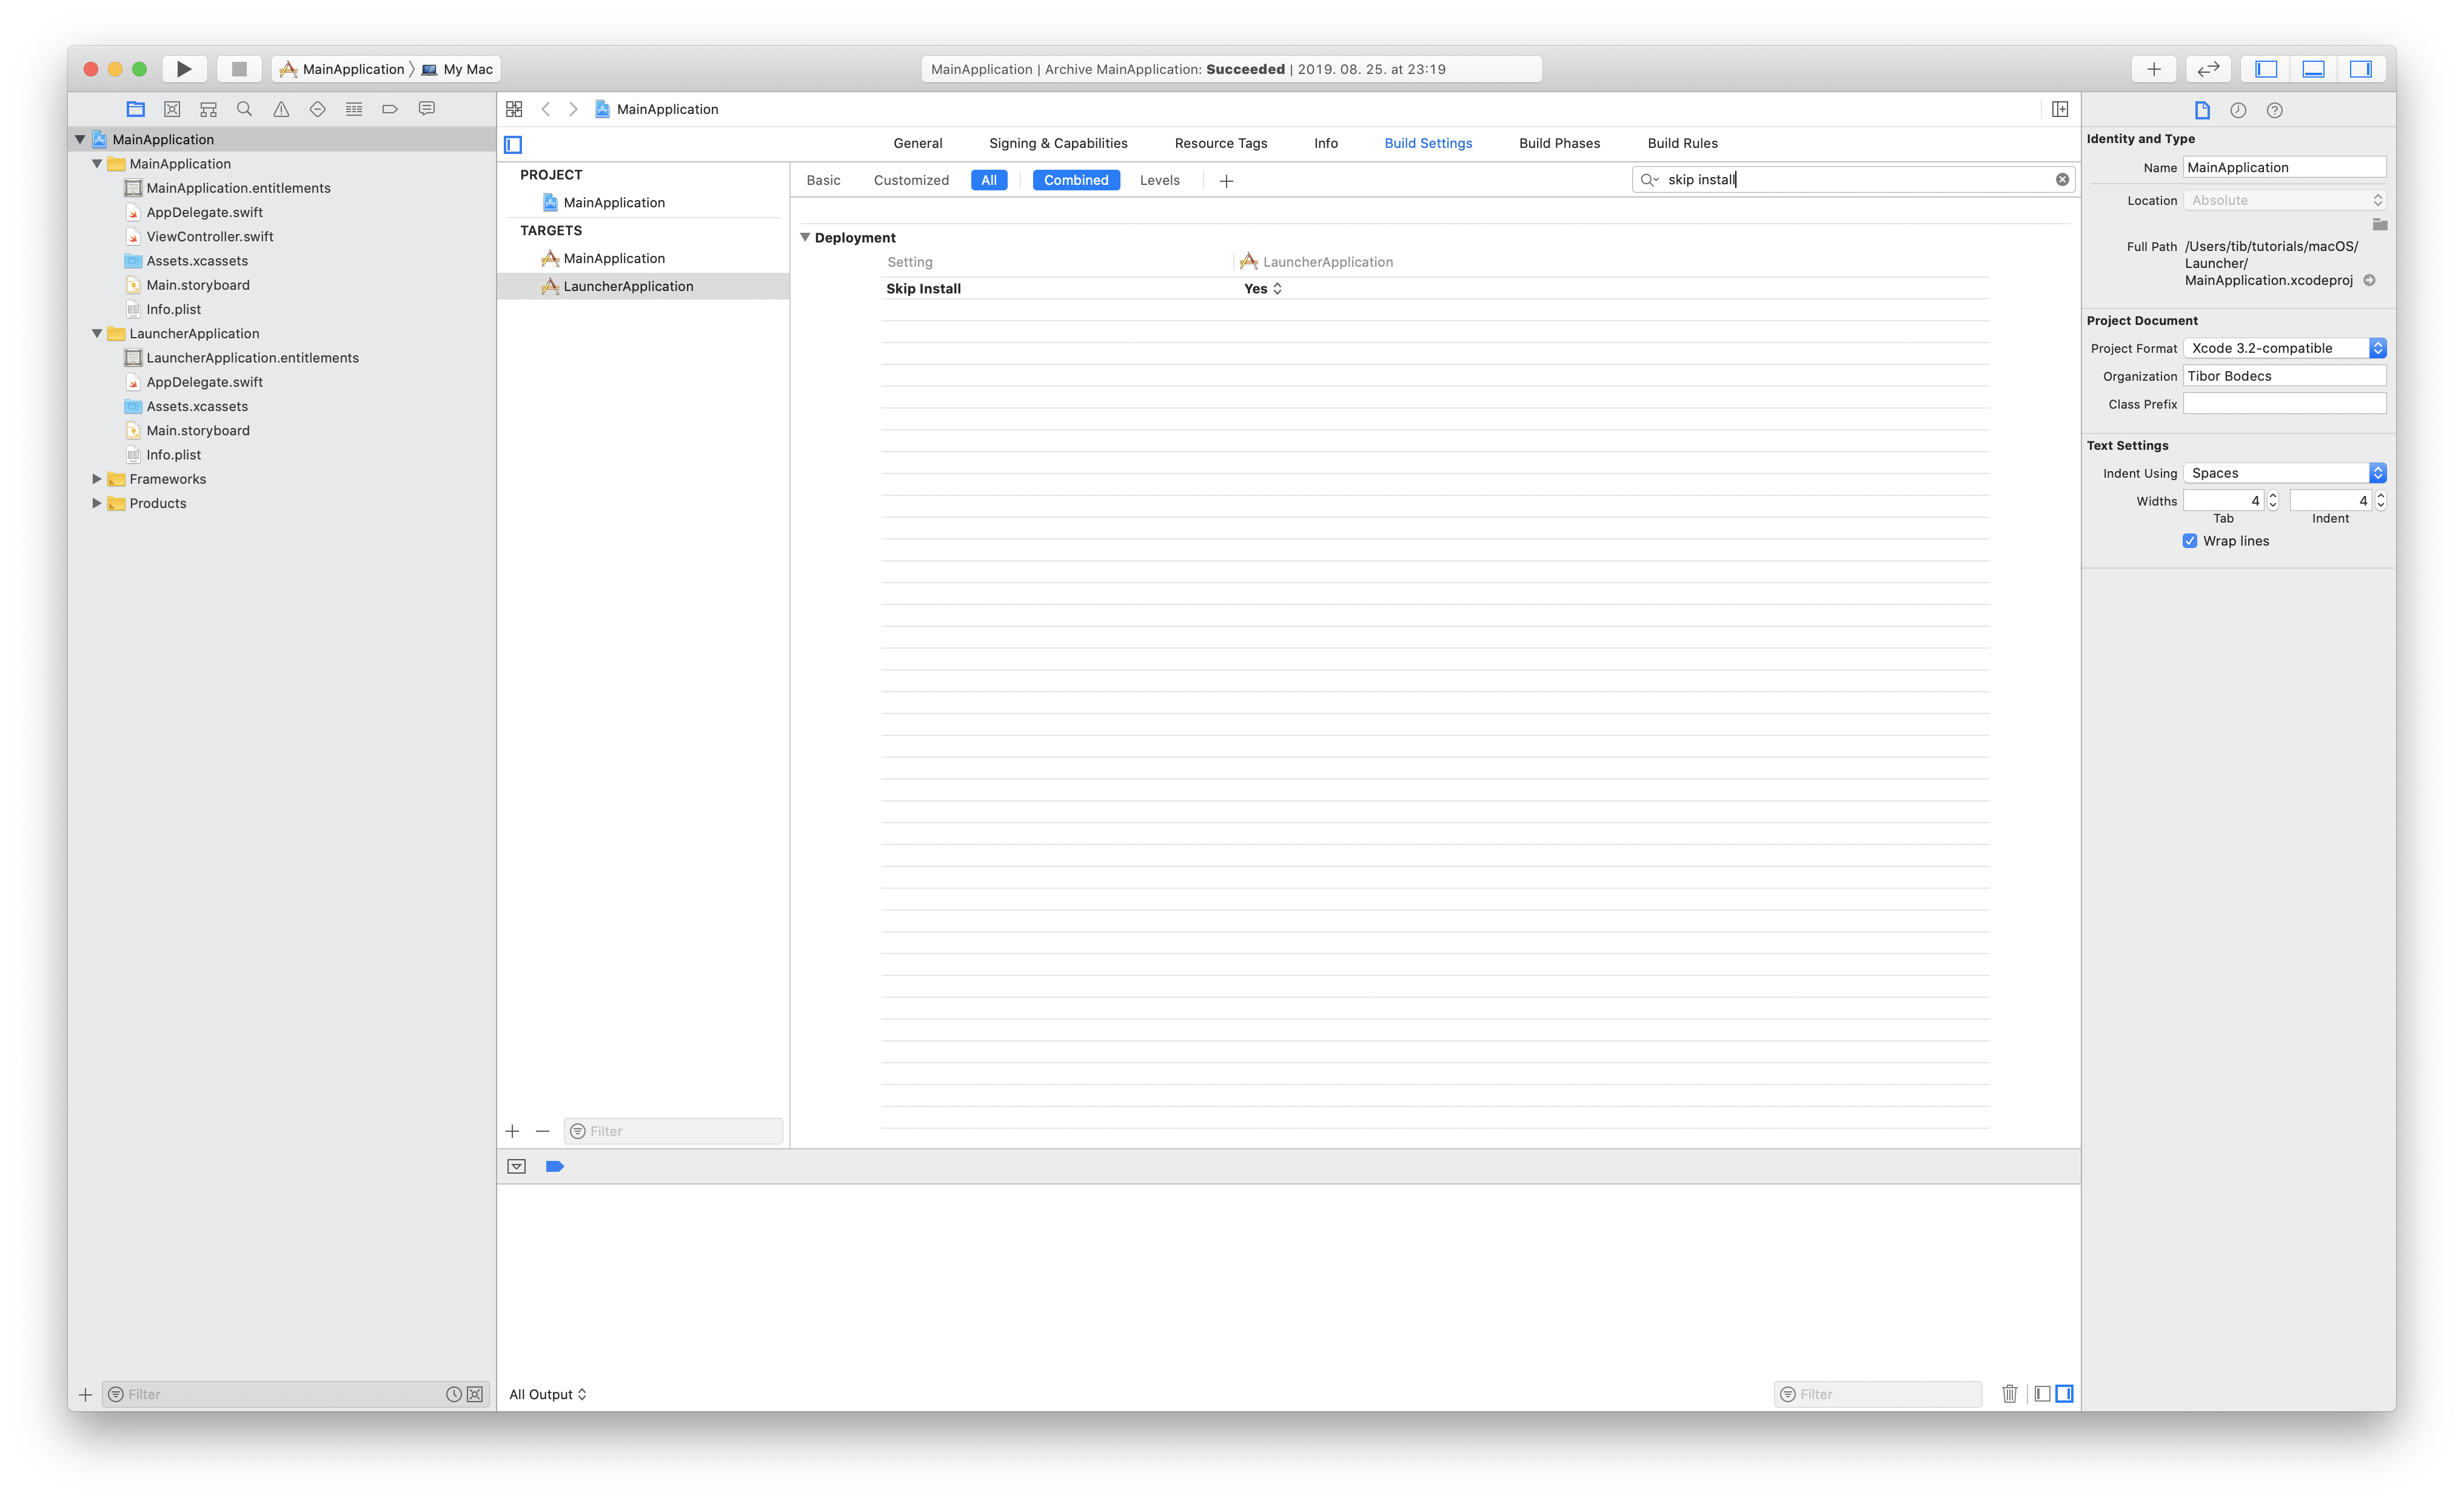 MainApplication
My Mac
MainApplication | Archive MainApplication: Succeeded | 2019. 08. 25. at 23:19
MainApplication
MainApplication
MainApplication.entitlements
AppDelegate.swift
ViewController.swift
Assets.xcassets
Main.storyboard
Info.plist
LauncherApplication
LauncherApplication.entitlements
AppDelegate.swift
Assets.xcassets
Main.storyboard
Info.plist
Frameworks
Products
Filter
MainApplication
General
Signing & Capabilities
Resource Tags
Info
Build Settings
Build Phases
Build Rules
PROJECT
MainApplication
TARGETS
MainApplication
LauncherApplication
Filter
Basic
Customized
All
Combined
Levels
skip install
Deployment
Setting
LauncherApplication
Skip Install
Yes
All Output
Filter
Identity and Type
Name MainApplication
Location Absolute
Full Path /Users/tib/tutorials/macOS/
Launcher/
MainApplication.xcodeproj
Project Document
Project Format Xcode 3.2-compatible
Organization Tibor Bodecs
Class Prefix
Text Settings
Indent Using Spaces
Widths 4 4
Tab Indent
Wrap lines